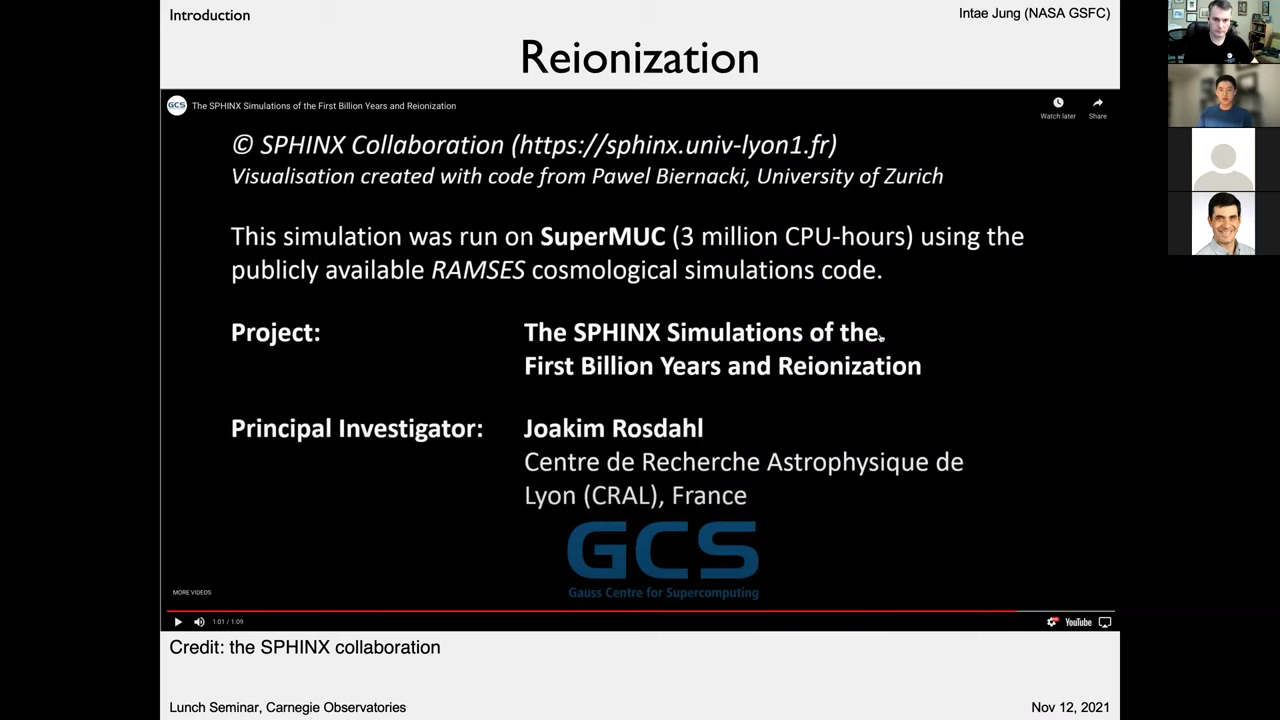 Introduction
Intae Jung (NASA GSFC)
Reionization
GCS
The SPHINX Simulations of the First Billion Years and Reionization
Watch later
Share
© SPHINX Collaboration (https://sphinx.univ-lyon1.fr)
Visualisation created with code from Pawel Biernacki, University of Zurich
This simulation was run on SuperMUC (3 million CPU-hours) using the
publicly available RAMSES cosmological simulations code.
Project: The SPHINX Simulations of the
First Billion Years and Reionization
Principal Investigator: Joakim Rosdahl
Centre de Recherche Astrophysique de
Lyon (CRAL), France
GCS
Gauss Centre for Supercomputing
MORE VIDEOS
1:01 / 1:09
YouTube
Credit: the SPHINX collaboration
Lunch Seminar, Carnegie Observatories
Nov 12, 2021